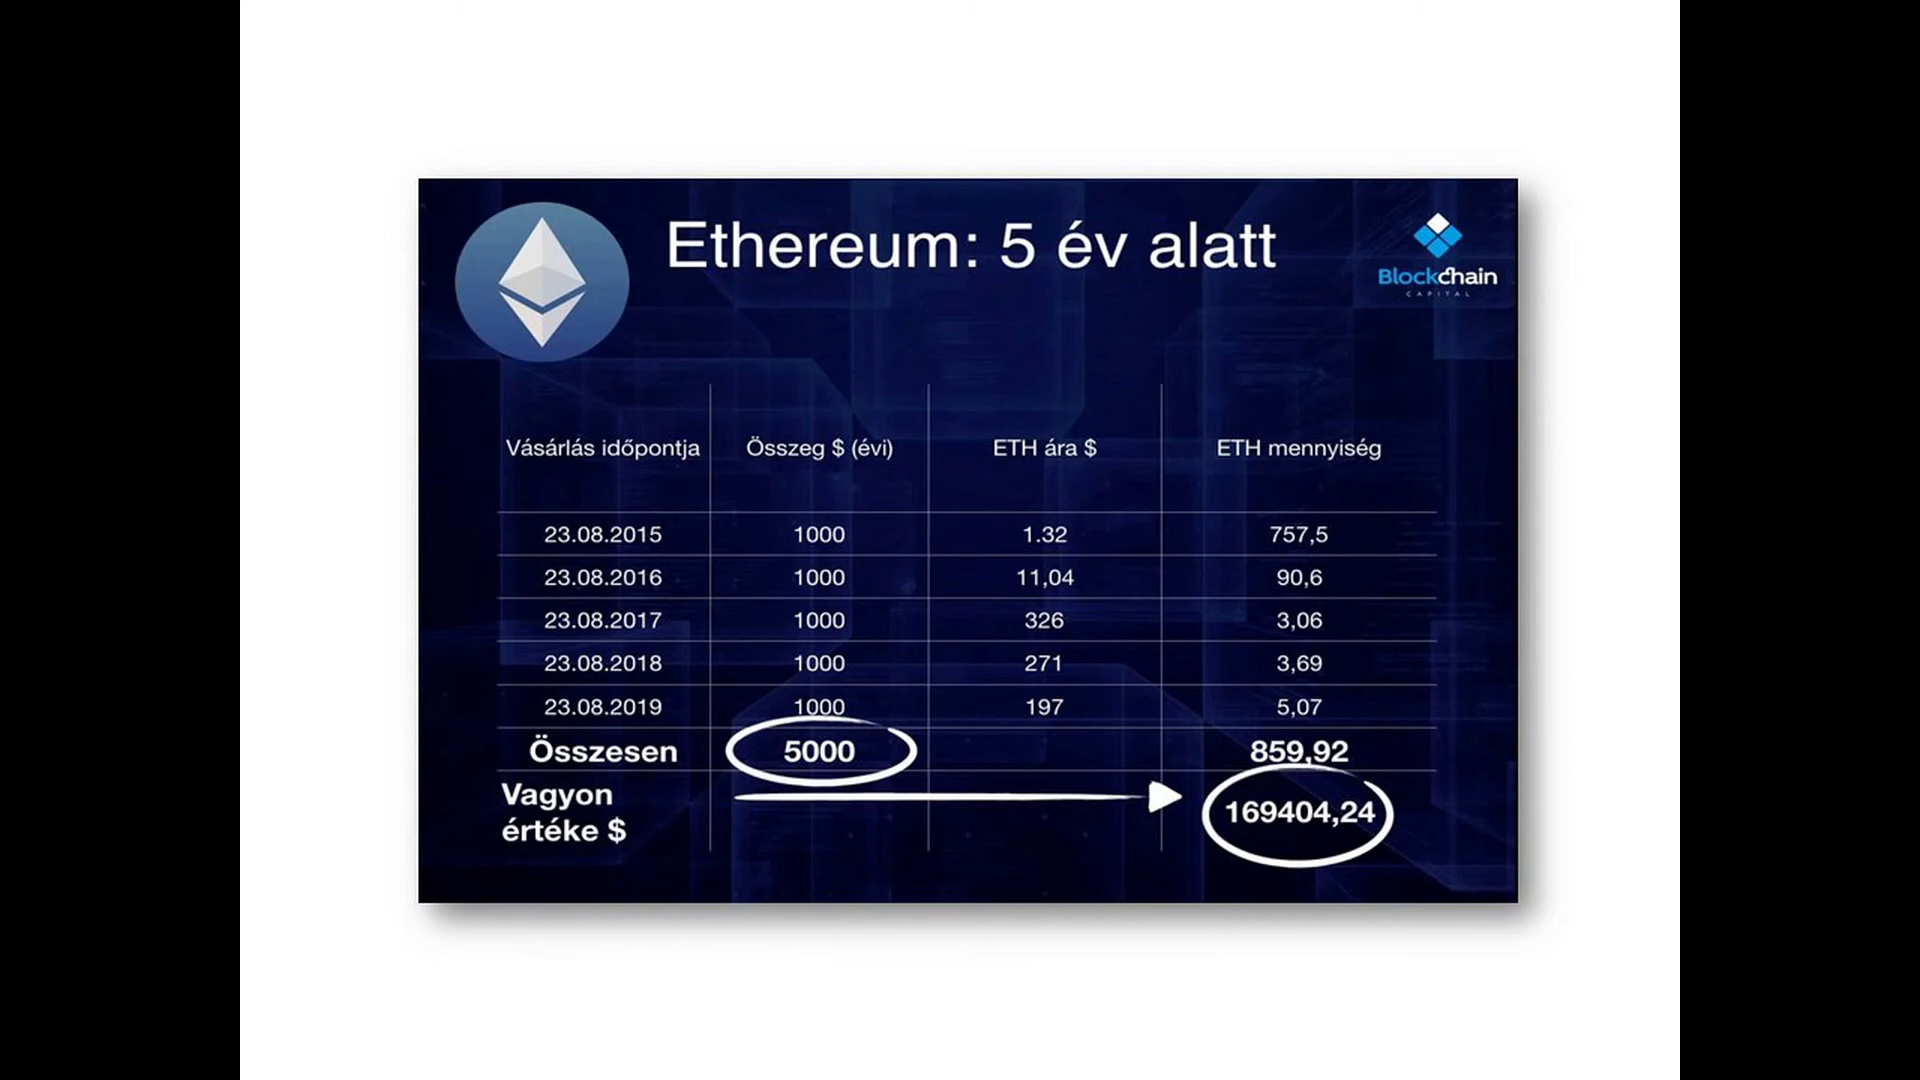 Ethereum: 5 év alatt
BlockChain
CAPITAL
Vásárlás időpontja Összeg $ (évi) ETH ára $ ETH mennyiség
23.08.2015 1000 1.32 757,5
23.08.2016 1000 11,04 90,6
23.08.2017 1000 326 3,06
23.08.2018 1000 271 3,69
23.08.2019 1000 197 5,07
Összesen 5000 859,92
Vagyon
értéke $ 169404,24